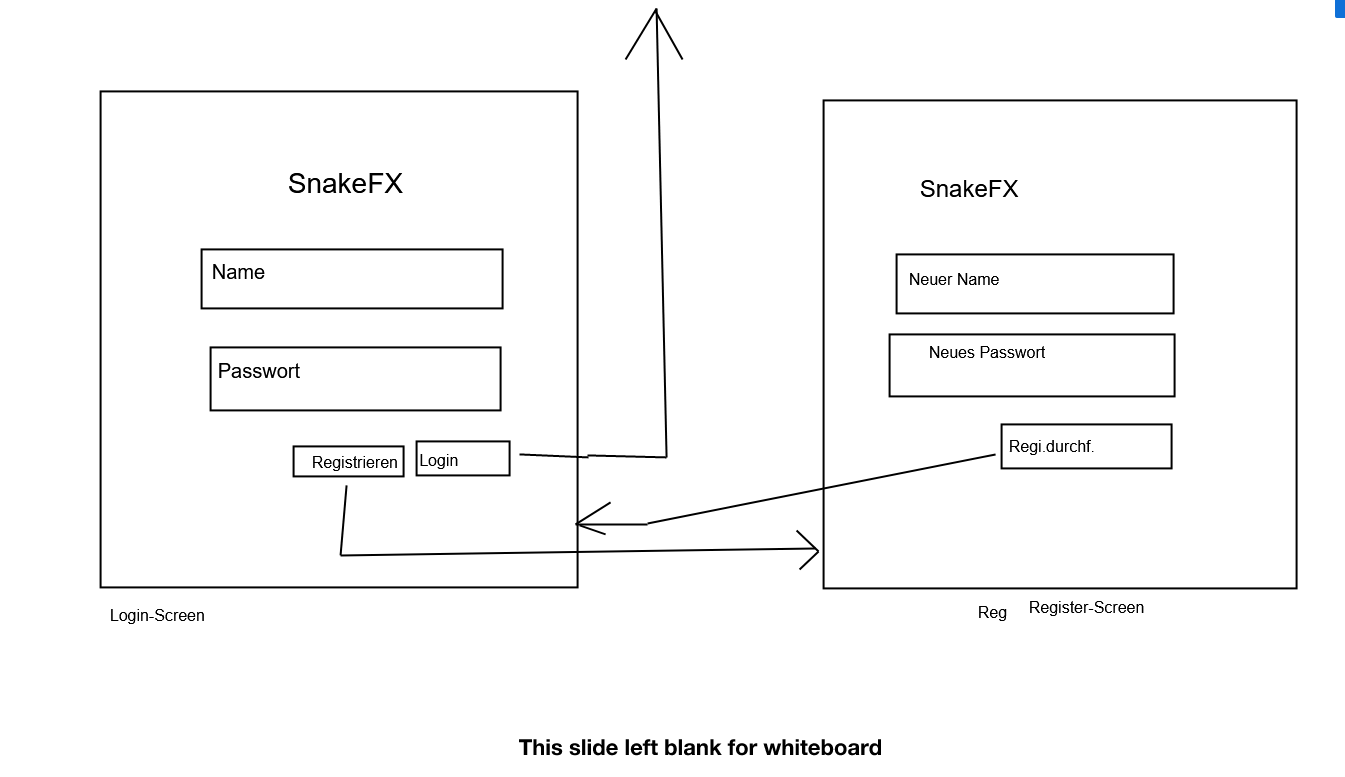 SnakeFX
Name
Passwort
Registrieren
Login
Login-Screen
SnakeFX
Neuer Name
Neues Passwort
Regi.durchf.
Reg
Register-Screen
This slide left blank for whiteboard